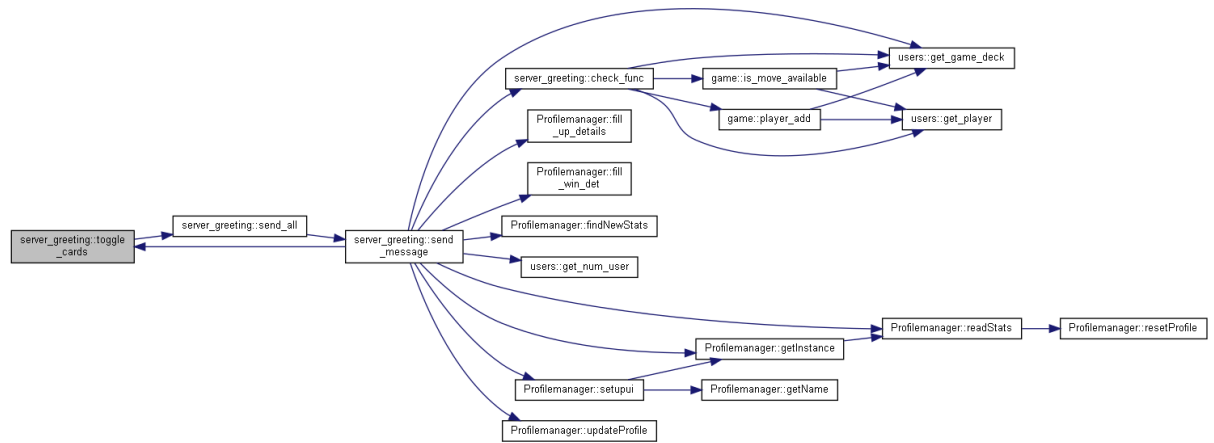 users::get_game_deck
server_greeting::check_func
game::is_move_available
game::player_add
users::get_player
Profilemanager::fill
_up_details
Profilemanager::fill
_win_det
server_greeting::toggle
_cards
server_greeting::send_all
server_greeting::send
_message
Profilemanager::findNewStats
users::get_num_user
Profilemanager::readStats
Profilemanager::resetProfile
Profilemanager::getInstance
Profilemanager::setupui
Profilemanager::getName
Profilemanager::updateProfile